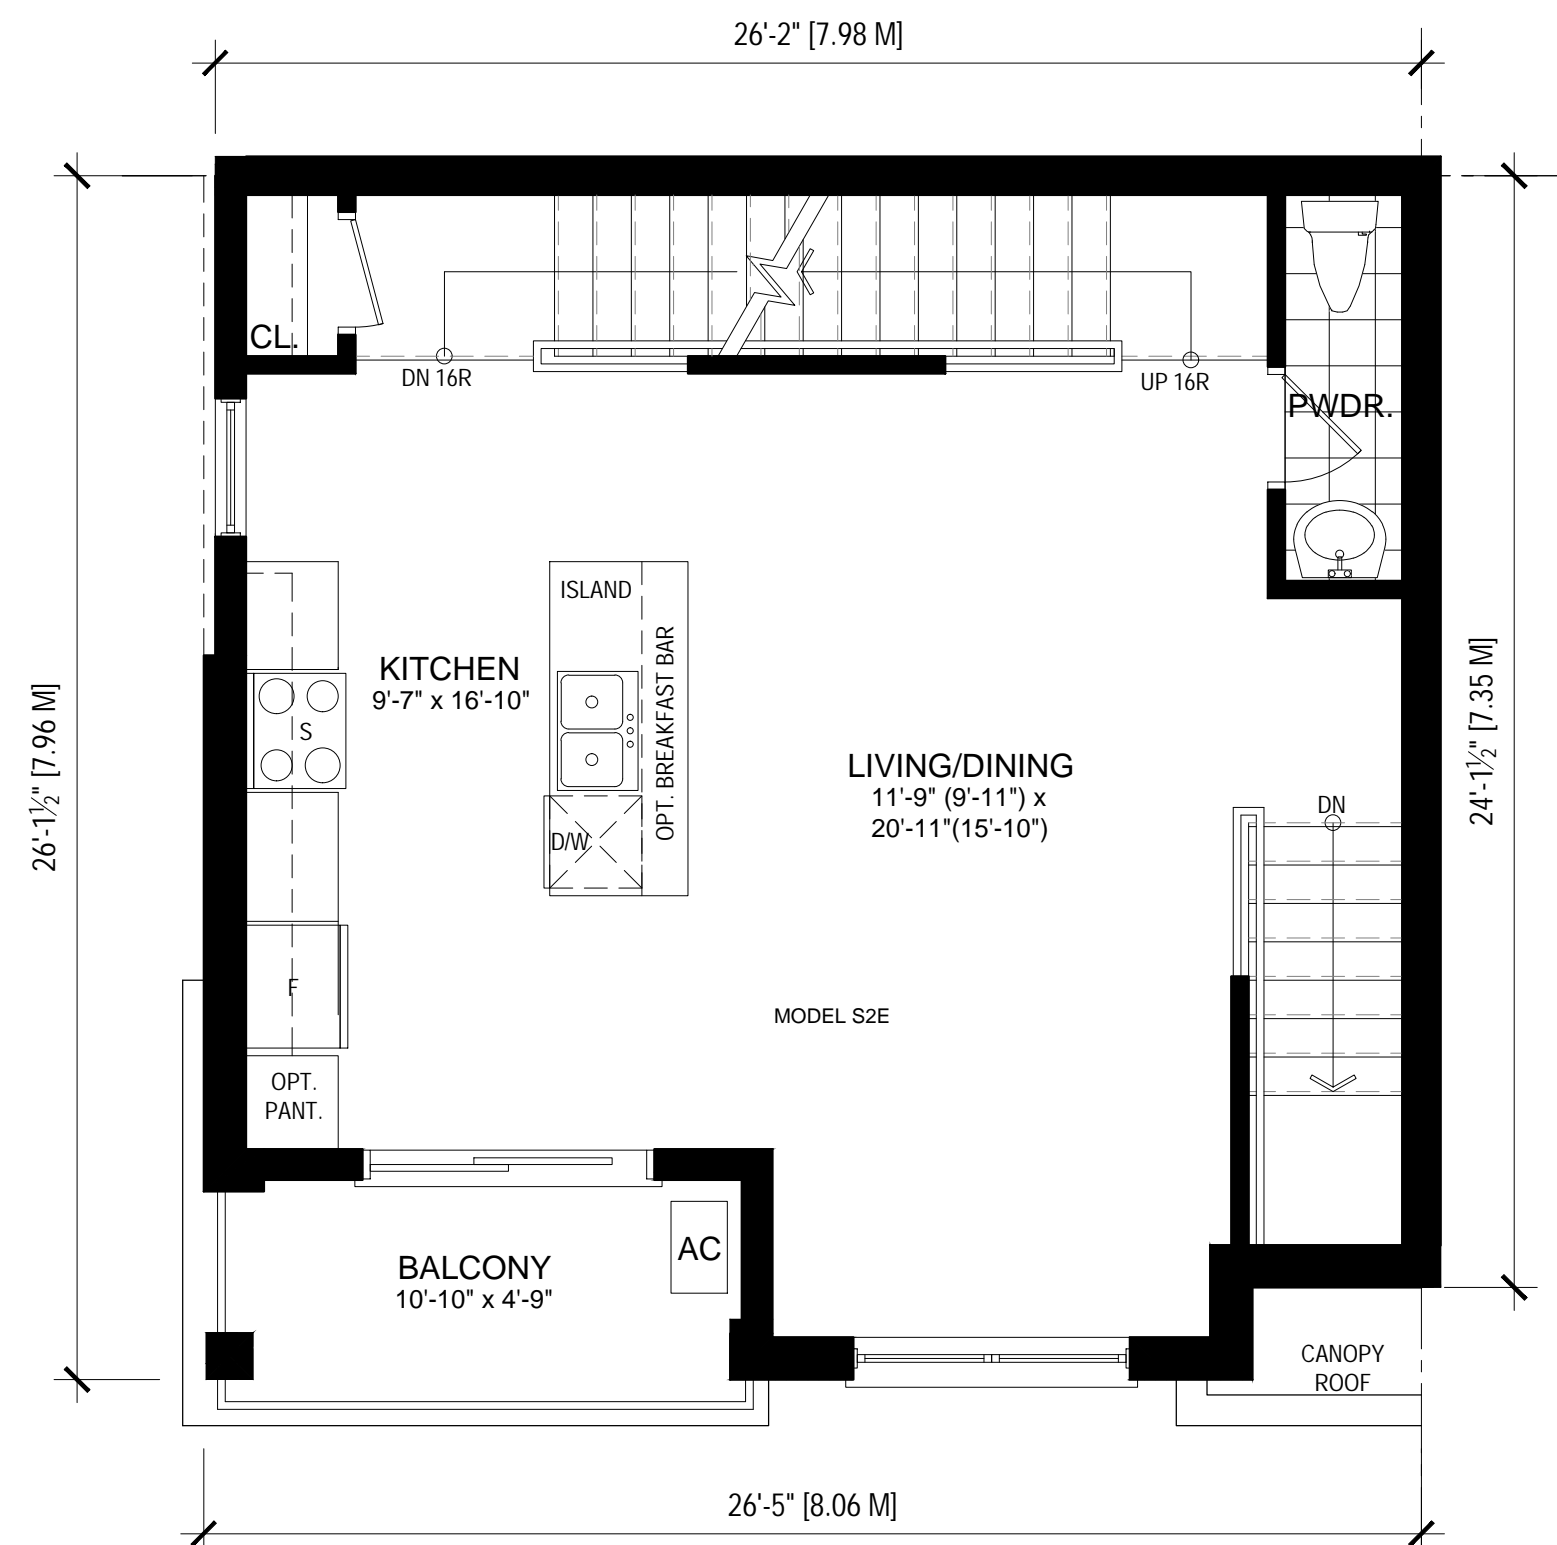 26'-2" [7.98 M]
CL.
DN 16R
UP 16R
PWDR.
ISLAND
KITCHEN
9'-7" x 16'-10"
OPT. BREAKFAST BAR
S
26'-1½" [7.96 M]
24'-1½" [7.35 M]
LIVING/DINING
11'-9" (9'-11") x
20'-11"(15'-10")
DN
D/W
F
MODEL S2E
OPT.
PANT.
AC
BALCONY
10'-10" x 4'-9"
CANOPY
ROOF
26'-5" [8.06 M]